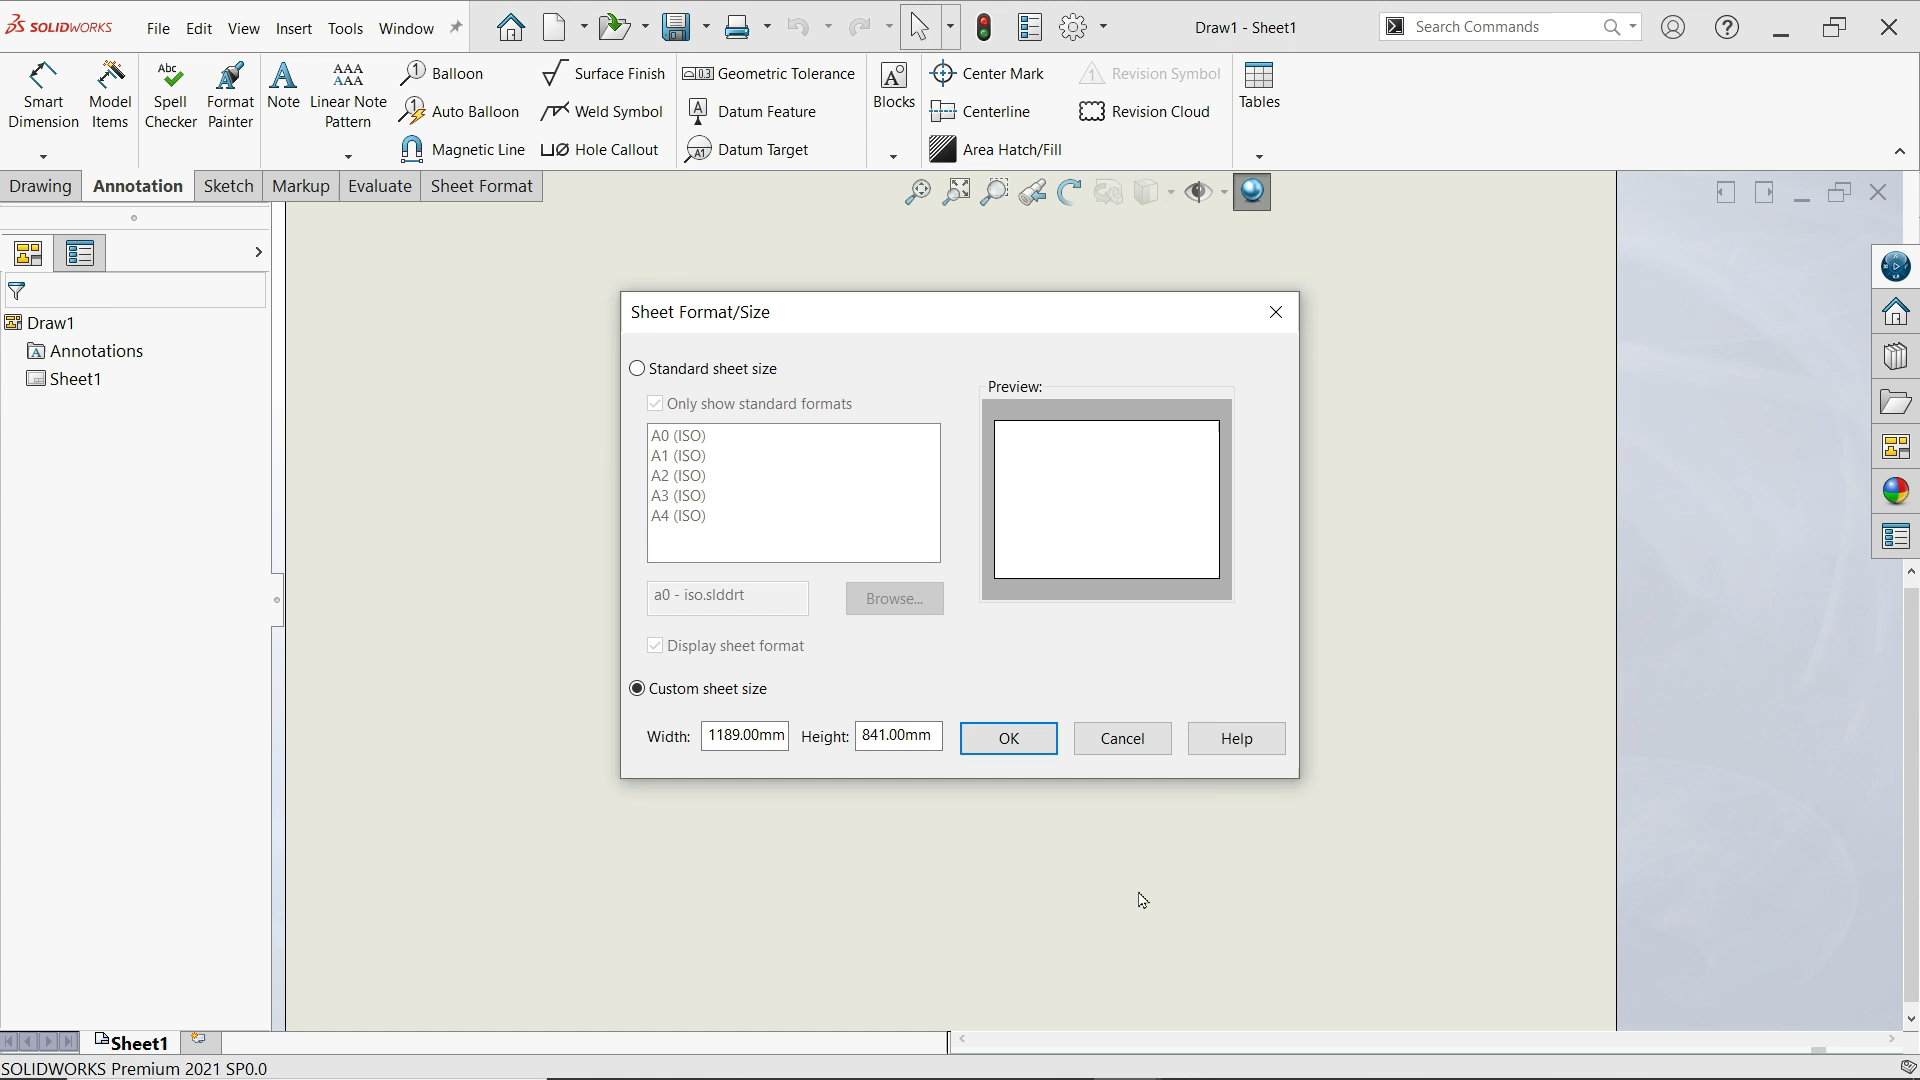 SOLIDWORKS
File Edit View Insert Tools Window
Draw1 - Sheet1
Search Commands
Smart Dimension
Model Items
Abc
Spell Checker
Format Painter
Note
AAA
AAA
Linear Note Pattern
Balloon
Auto Balloon
Magnetic Line
Surface Finish
Weld Symbol
Hole Callout
Geometric Tolerance
Datum Feature
Datum Target
Blocks
Center Mark
Centerline
Area Hatch/Fill
Revision Symbol
Revision Cloud
Tables
Drawing Annotation Sketch Markup Evaluate Sheet Format
Draw1
Annotations
Sheet1
Sheet Format/Size
Standard sheet size
Only show standard formats
A0 (ISO)
A1 (ISO)
A2 (ISO)
A3 (ISO)
A4 (ISO)
a0 - iso.slddrt
Browse...
Display sheet format
Preview:
Custom sheet size
Width: 1189.00mm Height: 841.00mm OK Cancel Help
Sheet1
SOLIDWORKS Premium 2021 SP0.0